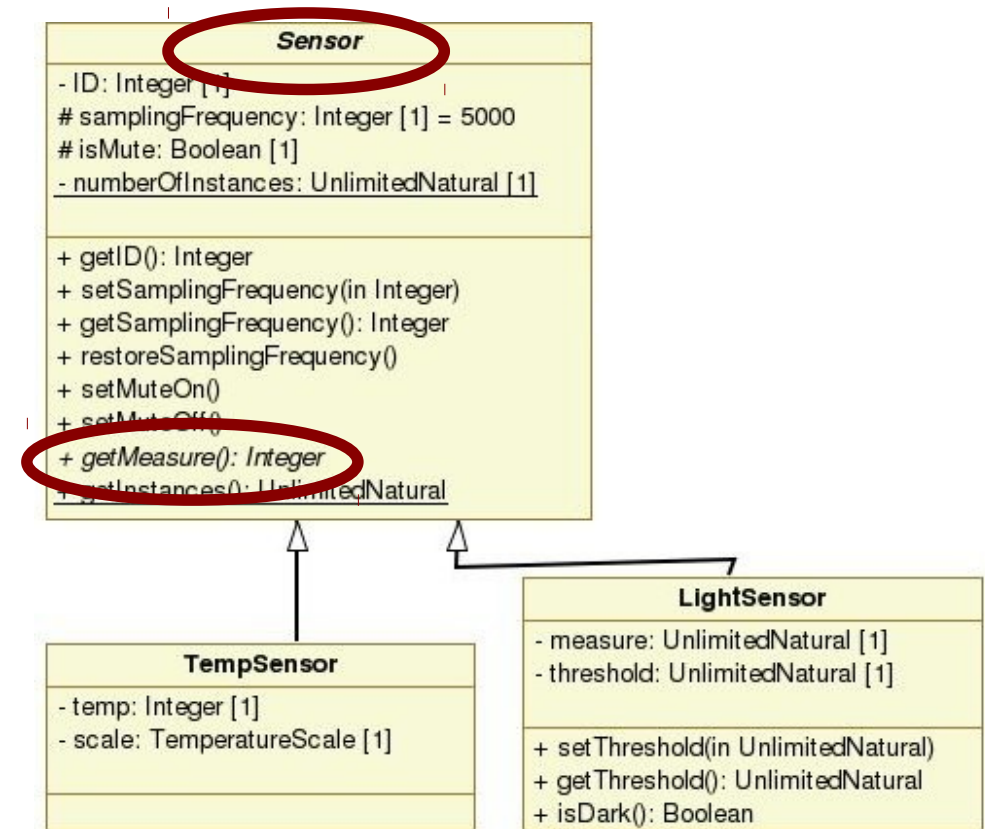 Sensor
- ID: Integer [1]
# samplingFrequency: Integer [1] = 5000
# isMute: Boolean [1]
- numberOfInstances: UnlimitedNatural [1]
+ getID(): Integer
+ setSamplingFrequency(in Integer)
+ getSamplingFrequency(): Integer
+ restoreSamplingFrequency()
+ setMuteOn()
+ setMuteOff()
+ getMeasure(): Integer
+ getInstances(): UnlimitedNatural
TempSensor
- temp: Integer [1]
- scale: TemperatureScale [1]
LightSensor
- measure: UnlimitedNatural [1]
- threshold: UnlimitedNatural [1]
+ setThreshold(in UnlimitedNatural)
+ getThreshold(): UnlimitedNatural
+ isDark(): Boolean